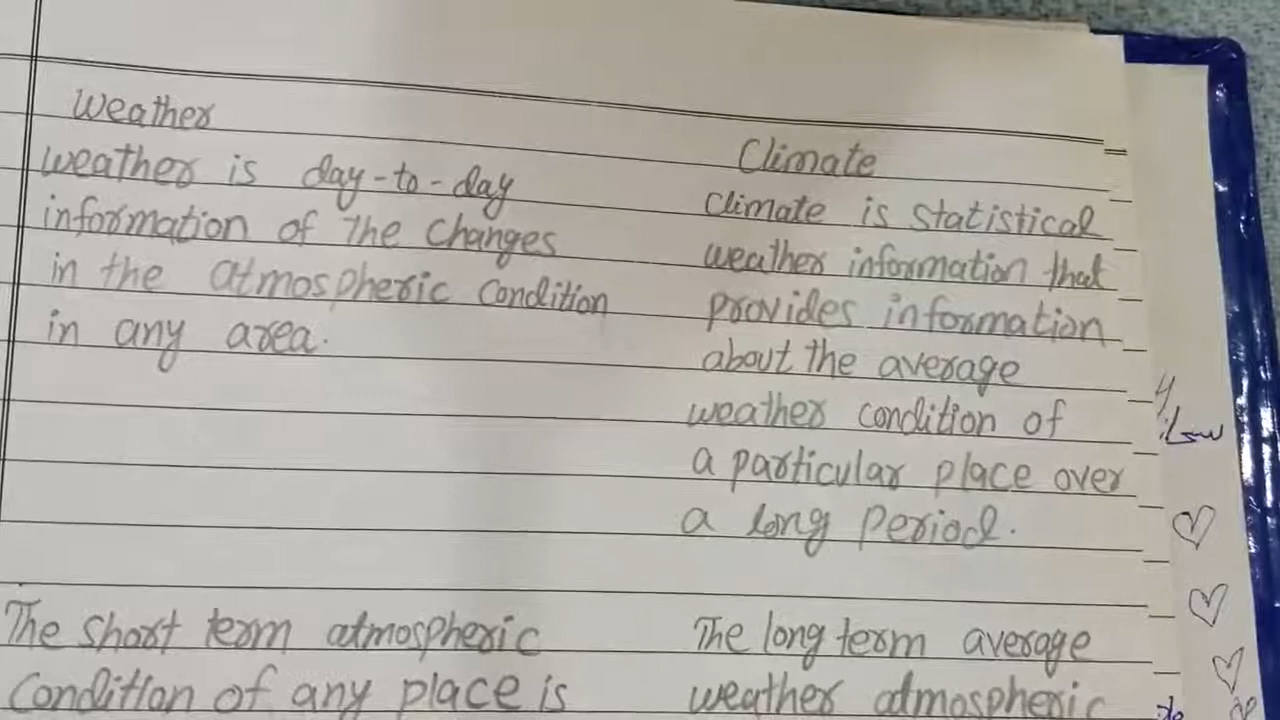 Weather
weather is day-to-day
information of the changes
in the atmospheric condition
in any area.
Climate
climate is statistical
weather information that
provides information
about the average
weather condition of
a particular place over
a long period.
The short term atmospheric
condition of any place is
The long term average
weather atmospheric